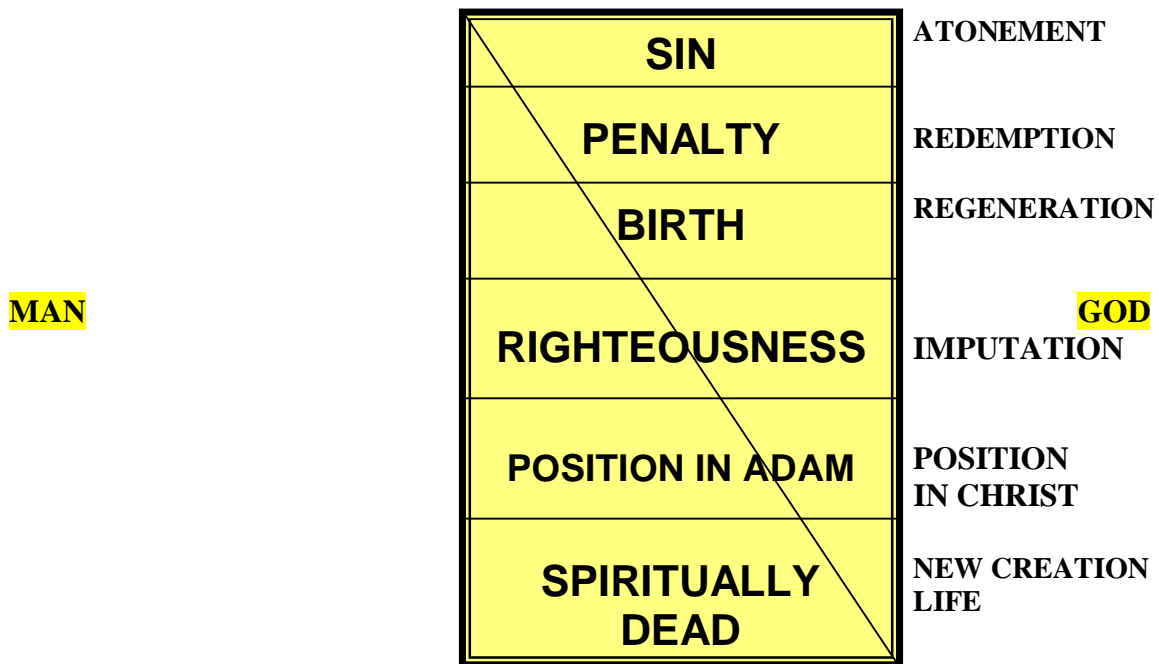 SIN
ATONEMENT
PENALTY
REDEMPTION
BIRTH
REGENERATION
MAN
GOD
RIGHTEOUSNESS
IMPUTATION
POSITION IN ADAM
POSITION
IN CHRIST
SPIRITUALLY
DEAD
NEW CREATION
LIFE